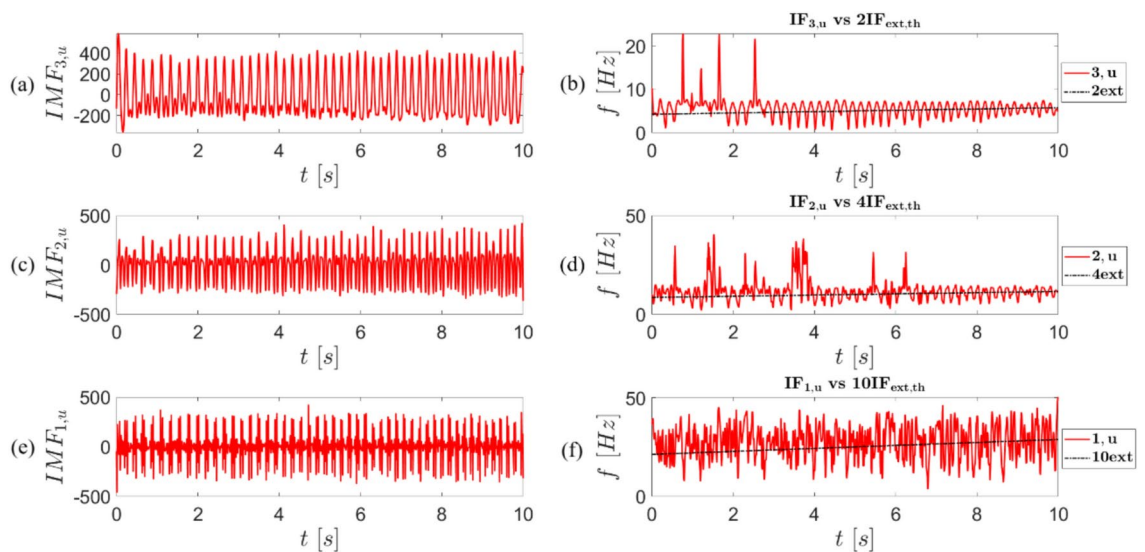 IF3,u vs 2IFext,th
(a)
IMF3,u
400
200
0
-200
0 2 4 6 8 10
t [s]
(b)
f [Hz]
20
10
0
0 2 4 6 8 10
t [s]
3, u
2ext
IF2,u vs 4IFext,th
(c)
IMF2,u
500
0
-500
0 2 4 6 8 10
t [s]
(d)
f [Hz]
50
0
0 2 4 6 8 10
t [s]
2, u
4ext
IF1,u vs 10IFext,th
(e)
IMF1,u
500
0
-500
0 2 4 6 8 10
t [s]
(f)
f [Hz]
50
0
0 2 4 6 8 10
t [s]
1, u
10ext